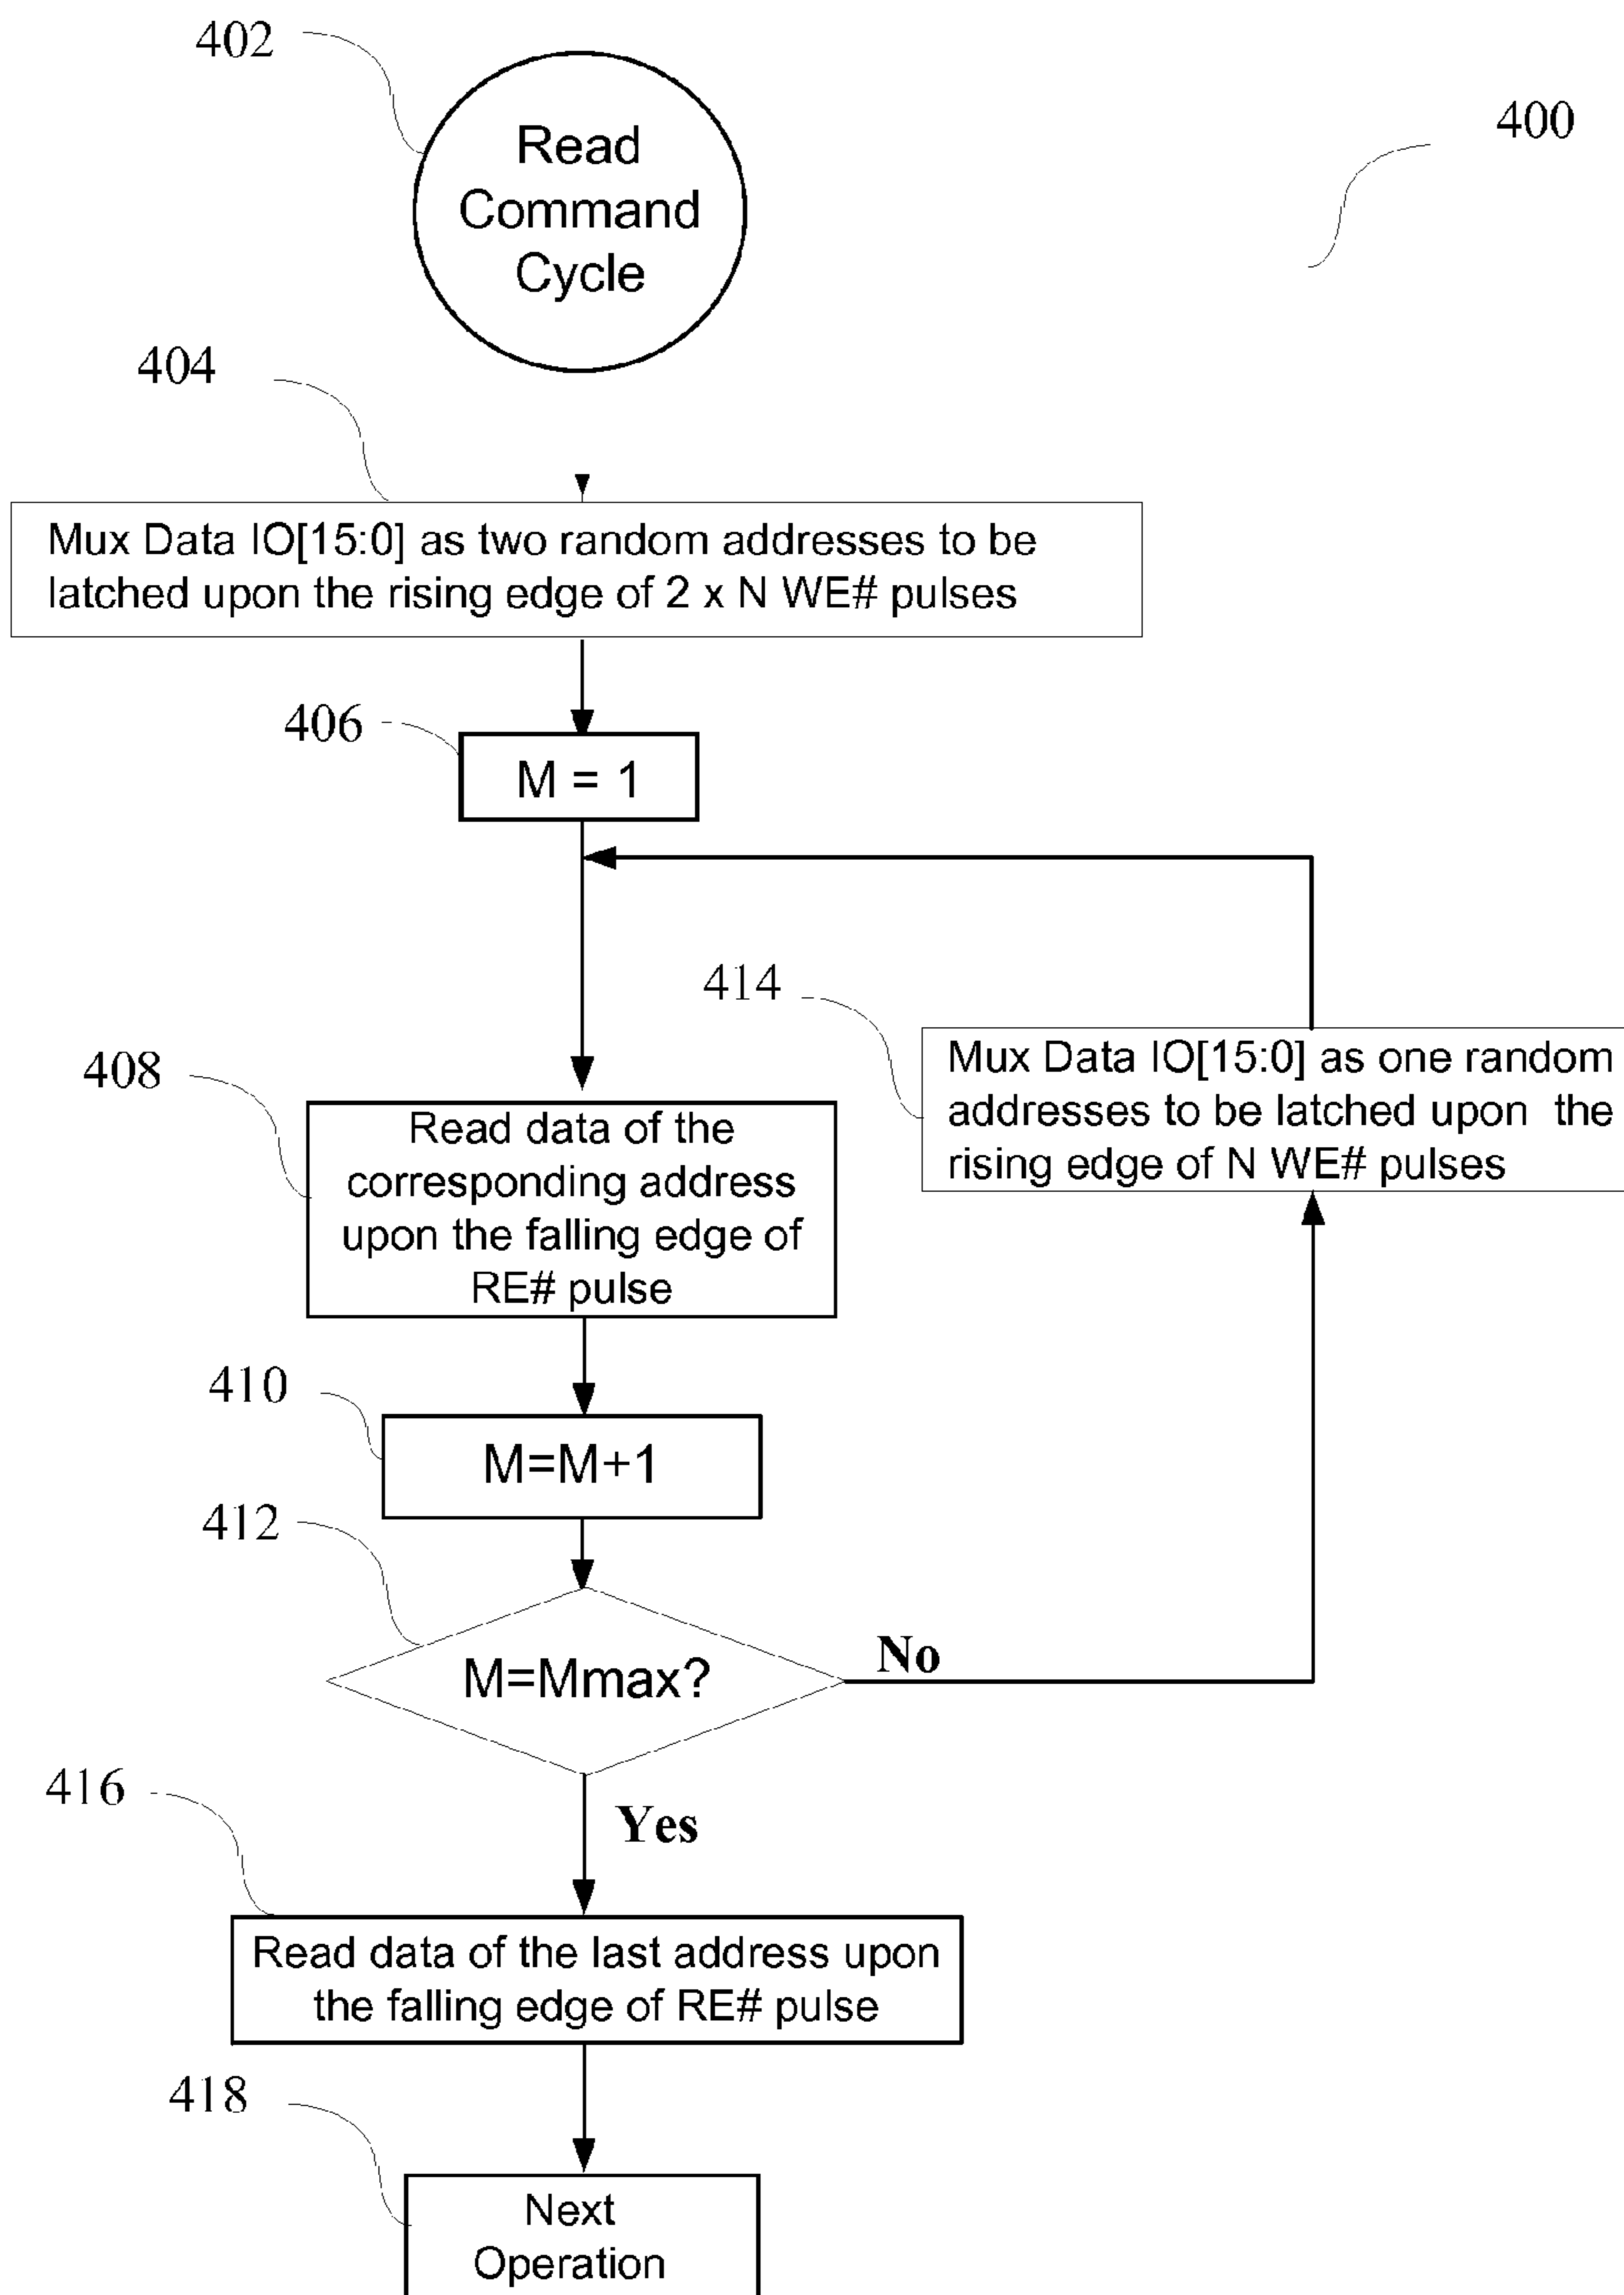 402
400
Read
Command
Cycle
404
Mux Data IO[15:0] as two random addresses to be
latched upon the rising edge of 2 x N WE# pulses
406
M = 1
414
Mux Data IO[15:0] as one random
addresses to be latched upon the
rising edge of N WE# pulses
408
Read data of the
corresponding address
upon the falling edge of
RE# pulse
410
M=M+1
412
M=Mmax?
No
Yes
416
Read data of the last address upon
the falling edge of RE# pulse
418
Next
Operation